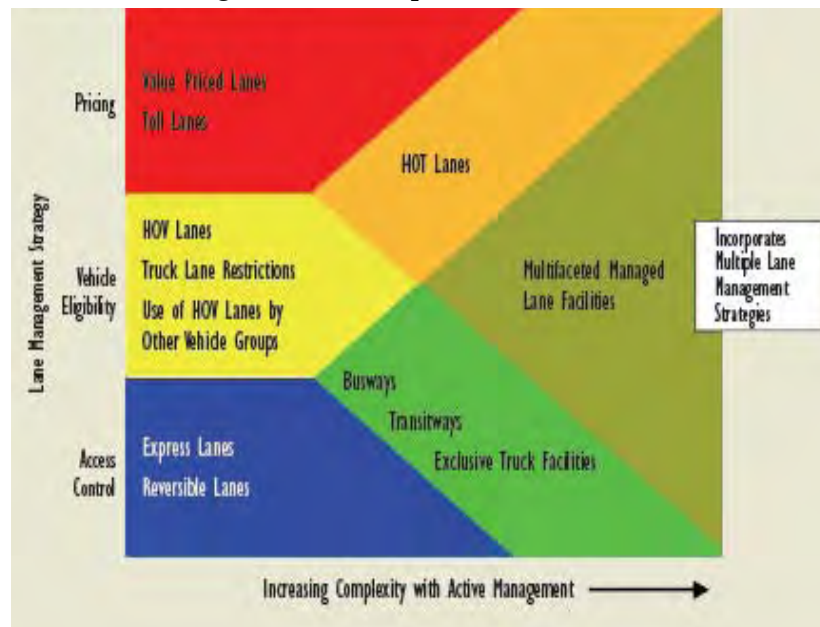 Pricing
Value Priced Lanes
Toll Lanes
HOT Lanes
Lane Management Strategy
Vehicle
Eligibility
HOV Lanes
Truck Lane Restrictions
Use of HOV Lanes by
Other Vehicle Groups
Multifaceted Managed
Lane Facilities
Incorporates
Multiple Lane
Management
Strategies
Busways
Transitways
Exclusive Truck Facilities
Access
Control
Express Lanes
Reversible Lanes
Increasing Complexity with Active Management